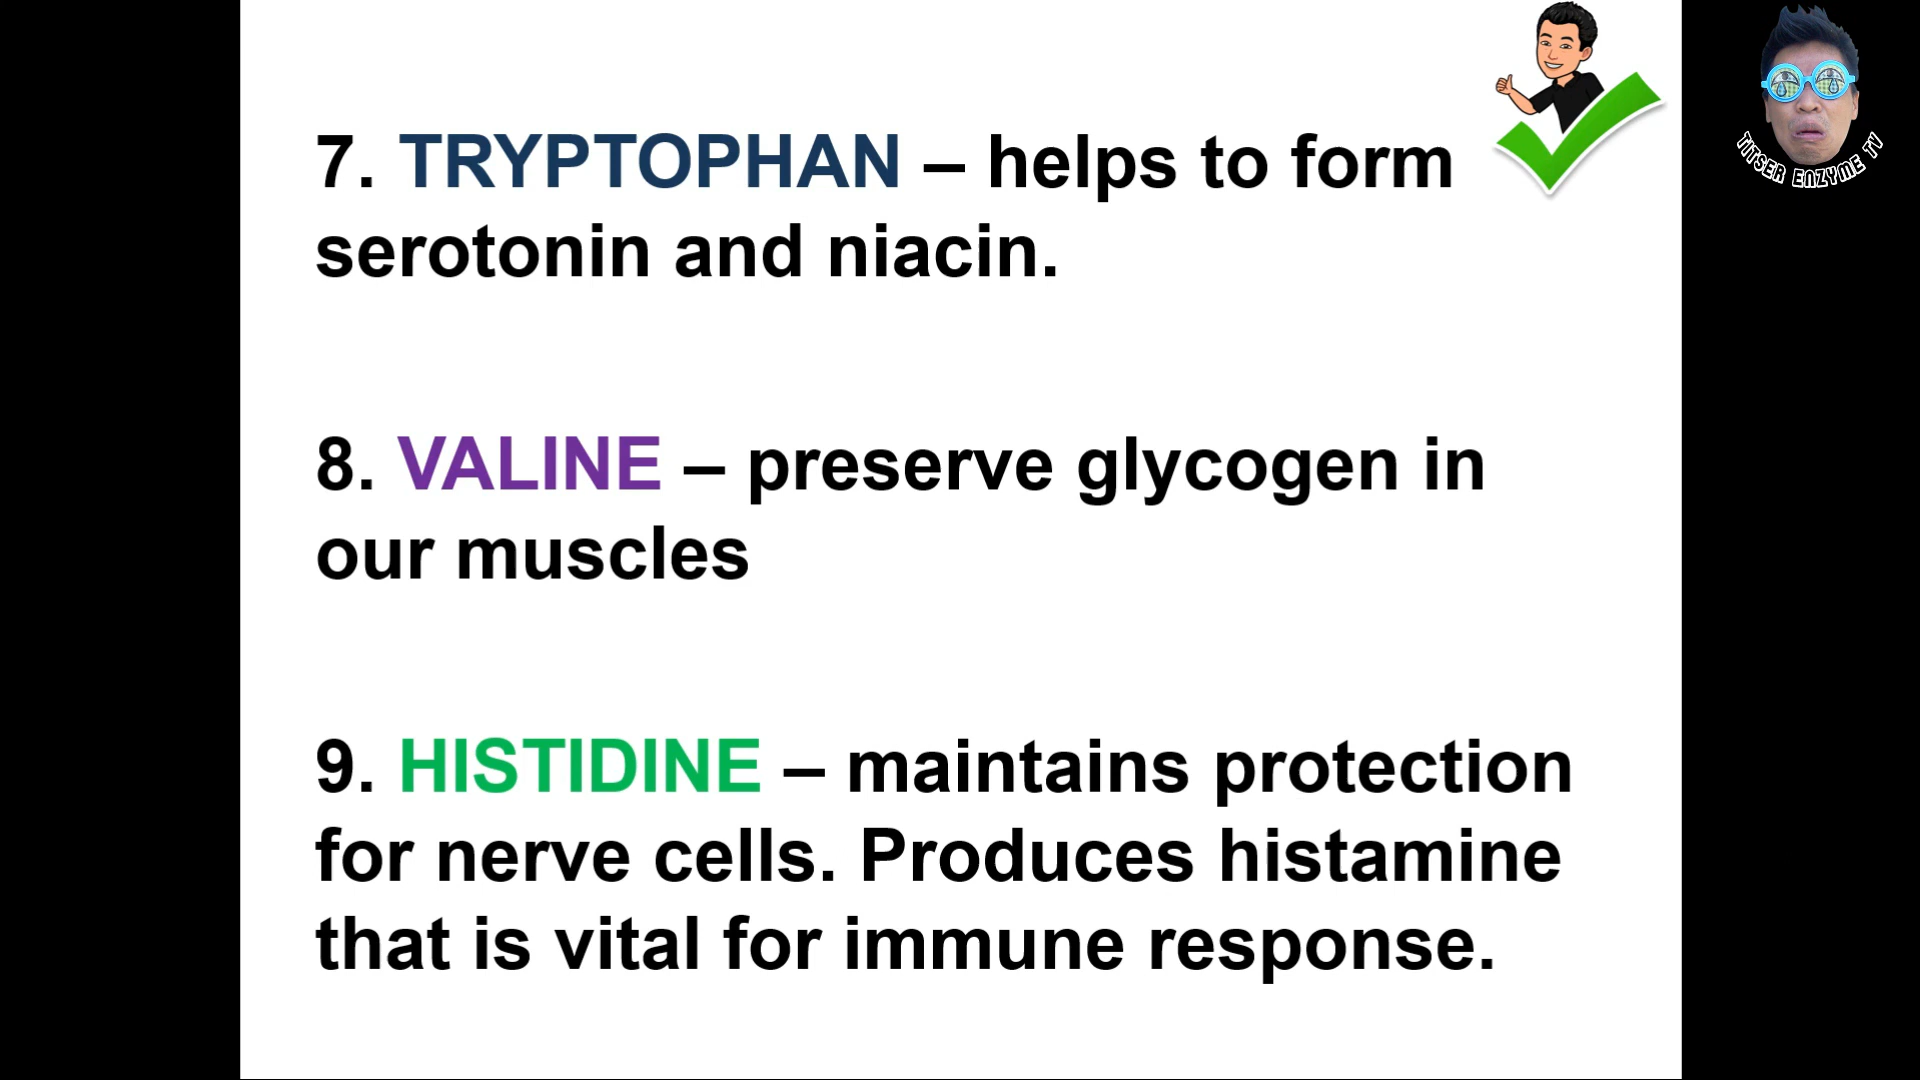 7. TRYPTOPHAN – helps to form
serotonin and niacin.
8. VALINE – preserve glycogen in
our muscles
9. HISTIDINE – maintains protection
for nerve cells. Produces histamine
that is vital for immune response.
TITSER ENZYME TV